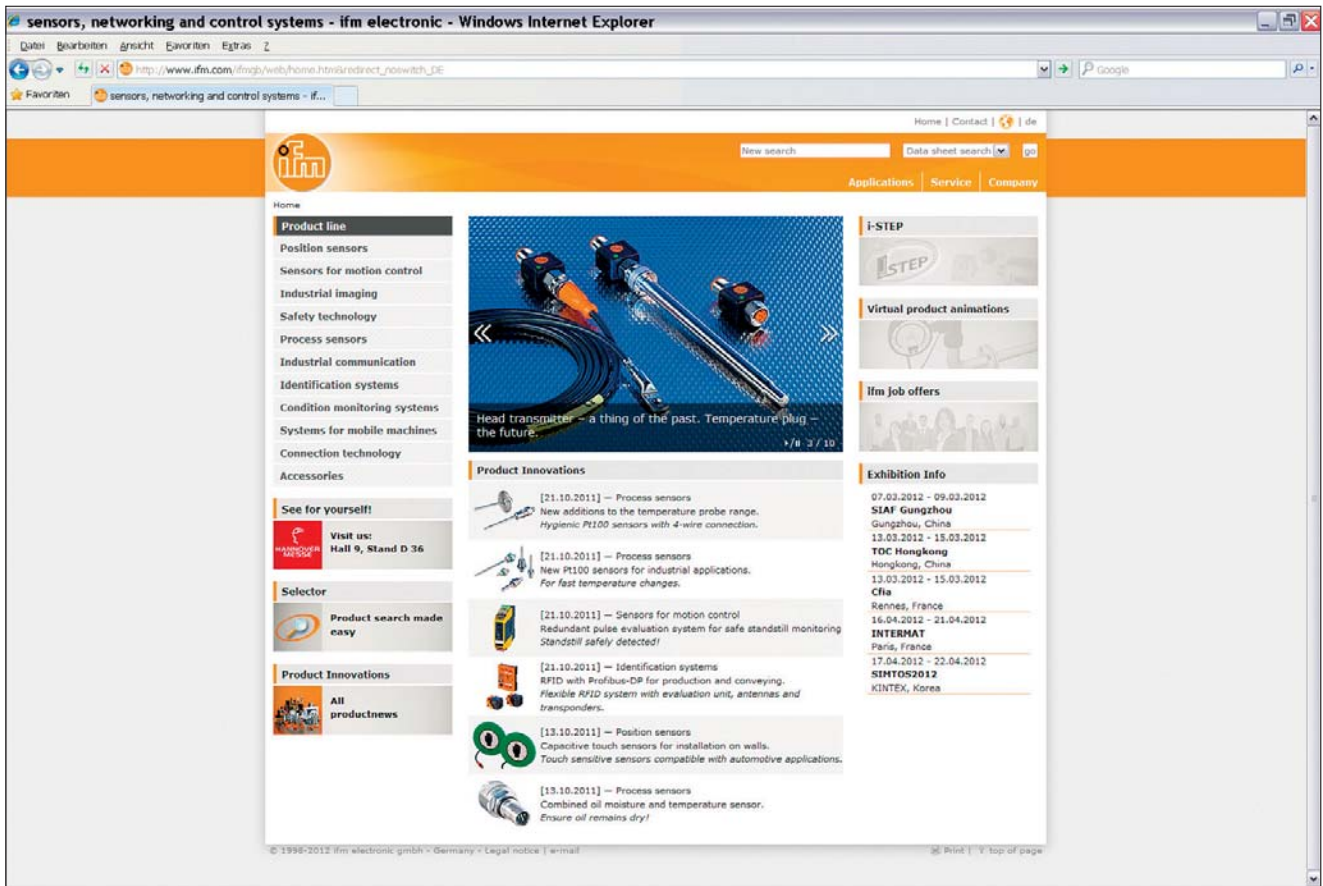 sensors, networking and control systems - ifm electronic - Windows Internet Explorer
Datei Bearbeiten Ansicht Favoriten Extras ?
http://www.ifm.com/ifmgb/web/home.htm&redirect_noswitch_DE
Google
Favoriten
sensors, networking and control systems - if...
Home | Contact | | de
ifm
New search
Data sheet search
go
Applications | Service | Company
Home
Product line
Position sensors
Sensors for motion control
Industrial imaging
Safety technology
Process sensors
Industrial communication
Identification systems
Condition monitoring systems
Systems for mobile machines
Connection technology
Accessories
See for yourself!
HANNOVER
MESSE
Visit us:
Hall 9, Stand D 36
Selector
Product search made
easy
Product Innovations
All
productnews
Head transmitter – a thing of the past. Temperature plug –
the future.
3 / 10
Product Innovations
[21.10.2011] — Process sensors
New additions to the temperature probe range.
Hygienic Pt100 sensors with 4-wire connection.
[21.10.2011] — Process sensors
New Pt100 sensors for industrial applications.
For fast temperature changes.
[21.10.2011] — Sensors for motion control
Redundant pulse evaluation system for safe standstill monitoring
Standstill safely detected!
[21.10.2011] — Identification systems
RFID with Profibus-DP for production and conveying.
Flexible RFID system with evaluation unit, antennas and
transponders.
[13.10.2011] — Position sensors
Capacitive touch sensors for installation on walls.
Touch sensitive sensors compatible with automotive applications.
[13.10.2011] — Process sensors
Combined oil moisture and temperature sensor.
Ensure oil remains dry!
i-STEP
ISTEP
Virtual product animations
ifm job offers
Exhibition Info
07.03.2012 - 09.03.2012
SIAF Gungzhou
Gungzhou, China
13.03.2012 - 15.03.2012
TOC Hongkong
Hongkong, China
13.03.2012 - 15.03.2012
Cfia
Rennes, France
16.04.2012 - 21.04.2012
INTERMAT
Paris, France
17.04.2012 - 22.04.2012
SIMTOS2012
KINTEX, Korea
© 1998-2012 ifm electronic gmbh - Germany - Legal notice | e-mail
Print | top of page